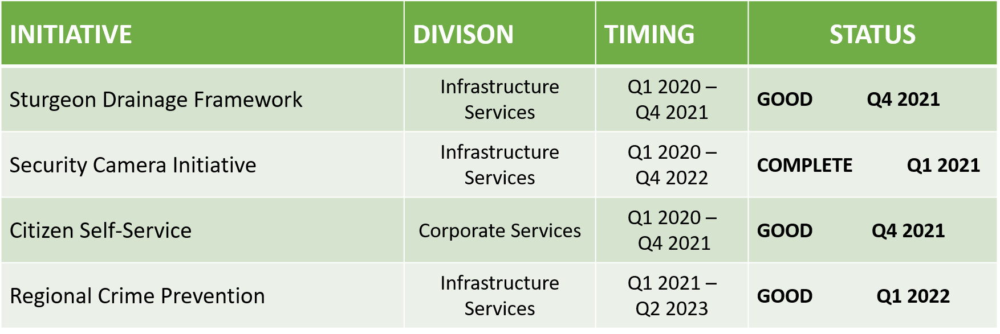 INITIATIVE DIVISON TIMING STATUS
Sturgeon Drainage Framework
Infrastructure
Services
Q1 2020 –
Q4 2021
GOOD Q4 2021
Security Camera Initiative
Infrastructure
Services
Q1 2020 –
Q4 2022
COMPLETE Q1 2021
Citizen Self-Service
Corporate Services
Q1 2020 –
Q4 2021
GOOD Q4 2021
Regional Crime Prevention
Infrastructure
Services
Q1 2021 –
Q2 2023
GOOD Q1 2022